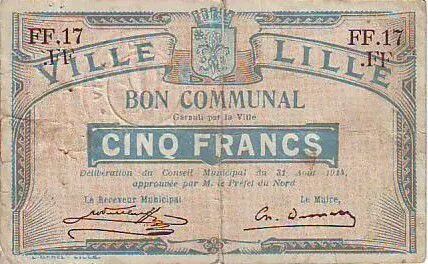 FF.17 FF.17
.FF .FF
VILLE LILLE
BON COMMUNAL
Garanti par la Ville
CINQ FRANCS
Délibération du Conseil Municipal du 31 Août 1914,
approuvée par M. le Préfet du Nord
Le Receveur Municipal Le Maire,
LILLE.